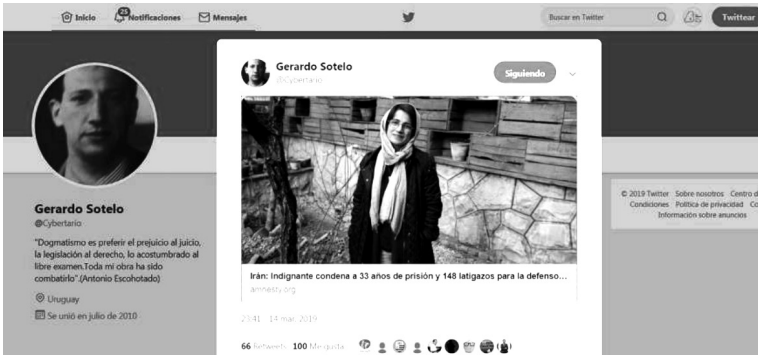 Inicio
25
Notificaciones
Mensajes
Buscar en Twitter
Twittear
Gerardo Sotelo
@Cybertario
Siguiendo
Irán: Indignante condena a 33 años de prisión y 148 latigazos para la defenso...
amnesty.org
23:41 - 14 mar. 2019
66 Retweets 100 Me gusta
Gerardo Sotelo
@Cybertario
"Dogmatismo es preferir el prejuicio al juicio,
la legislación al derecho, lo acostumbrado al
libre examen.Toda mi obra ha sido
combatirlo".(Antonio Escohotado)
Uruguay
Se unió en julio de 2010
© 2019 Twitter Sobre nosotros Centro d
Condiciones Política de privacidad Co
Información sobre anuncios